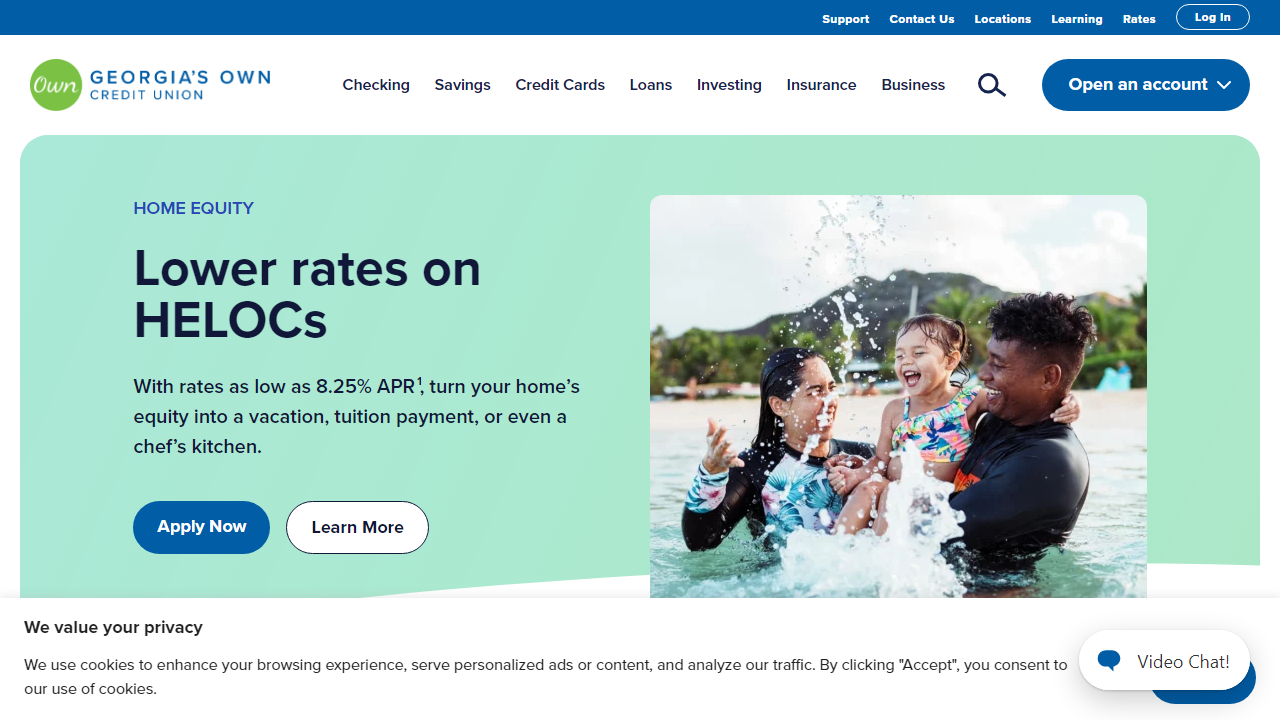 Support Contact Us Locations Learning Rates Log In
Own GEORGIA'S OWN
CREDIT UNION
Checking Savings Credit Cards Loans Investing Insurance Business Open an account
HOME EQUITY
Lower rates on
HELOCs
With rates as low as 8.25% APR¹, turn your home’s
equity into a vacation, tuition payment, or even a
chef’s kitchen.
Apply Now Learn More
We value your privacy
We use cookies to enhance your browsing experience, serve personalized ads or content, and analyze our traffic. By clicking "Accept", you consent to
our use of cookies.
Video Chat!